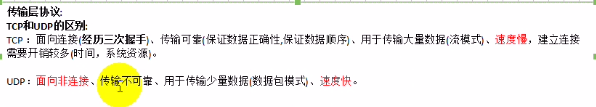 传输层协议:
TCP和UDP的区别:
TCP：面向连接(经历三次握手)、传输可靠(保证数据正确性,保证数据顺序)、用于传输大量数据(流模式)、速度慢，建立连接
需要开销较多(时间，系统资源)。
UDP：面向非连接、传输不可靠、用于传输少量数据(数据包模式)、速度快。